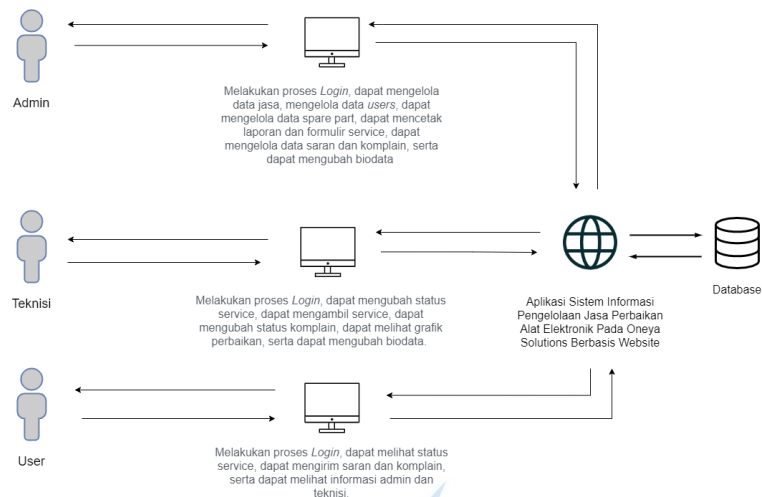 Admin
Melakukan proses Login, dapat mengelola
data jasa, mengelola data users, dapat
mengelola data spare part, dapat mencetak
laporan dan formulir service, dapat
mengelola data saran dan komplain, serta
dapat mengubah biodata
Teknisi
Melakukan proses Login, dapat mengubah status
service, dapat mengambil service, dapat
mengubah status komplain, dapat melihat grafik
perbaikan, serta dapat mengubah biodata.
Aplikasi Sistem Informasi
Pengelolaan Jasa Perbaikan
Alat Elektronik Pada Oneya
Solutions Berbasis Website
Database
User
Melakukan proses Login, dapat melihat status
service, dapat mengirim saran dan komplain,
serta dapat melihat informasi admin dan
teknisi.